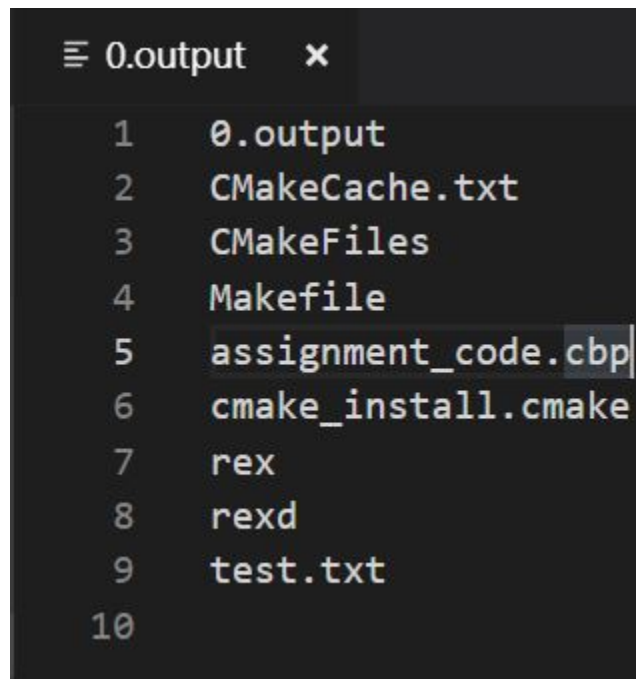 0.output ×
1 0.output
2 CMakeCache.txt
3 CMakeFiles
4 Makefile
5 assignment_code.cbp
6 cmake_install.cmake
7 rex
8 rexd
9 test.txt
10